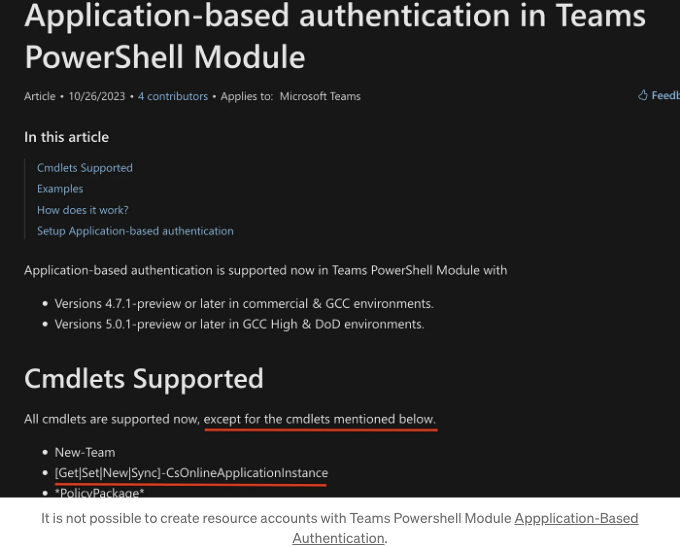 Application-based authentication in Teams
PowerShell Module
Article • 10/26/2023 • 4 contributors • Applies to: Microsoft Teams
Feedb
In this article
Cmdlets Supported
Examples
How does it work?
Setup Application-based authentication
Application-based authentication is supported now in Teams PowerShell Module with
• Versions 4.7.1-preview or later in commercial & GCC environments.
• Versions 5.0.1-preview or later in GCC High & DoD environments.
Cmdlets Supported
All cmdlets are supported now, except for the cmdlets mentioned below.
• New-Team
• [Get|Set|New|Sync]-CsOnlineApplicationInstance
• *PolicyPackage*
It is not possible to create resource accounts with Teams Powershell Module Appplication-Based
Authentication.